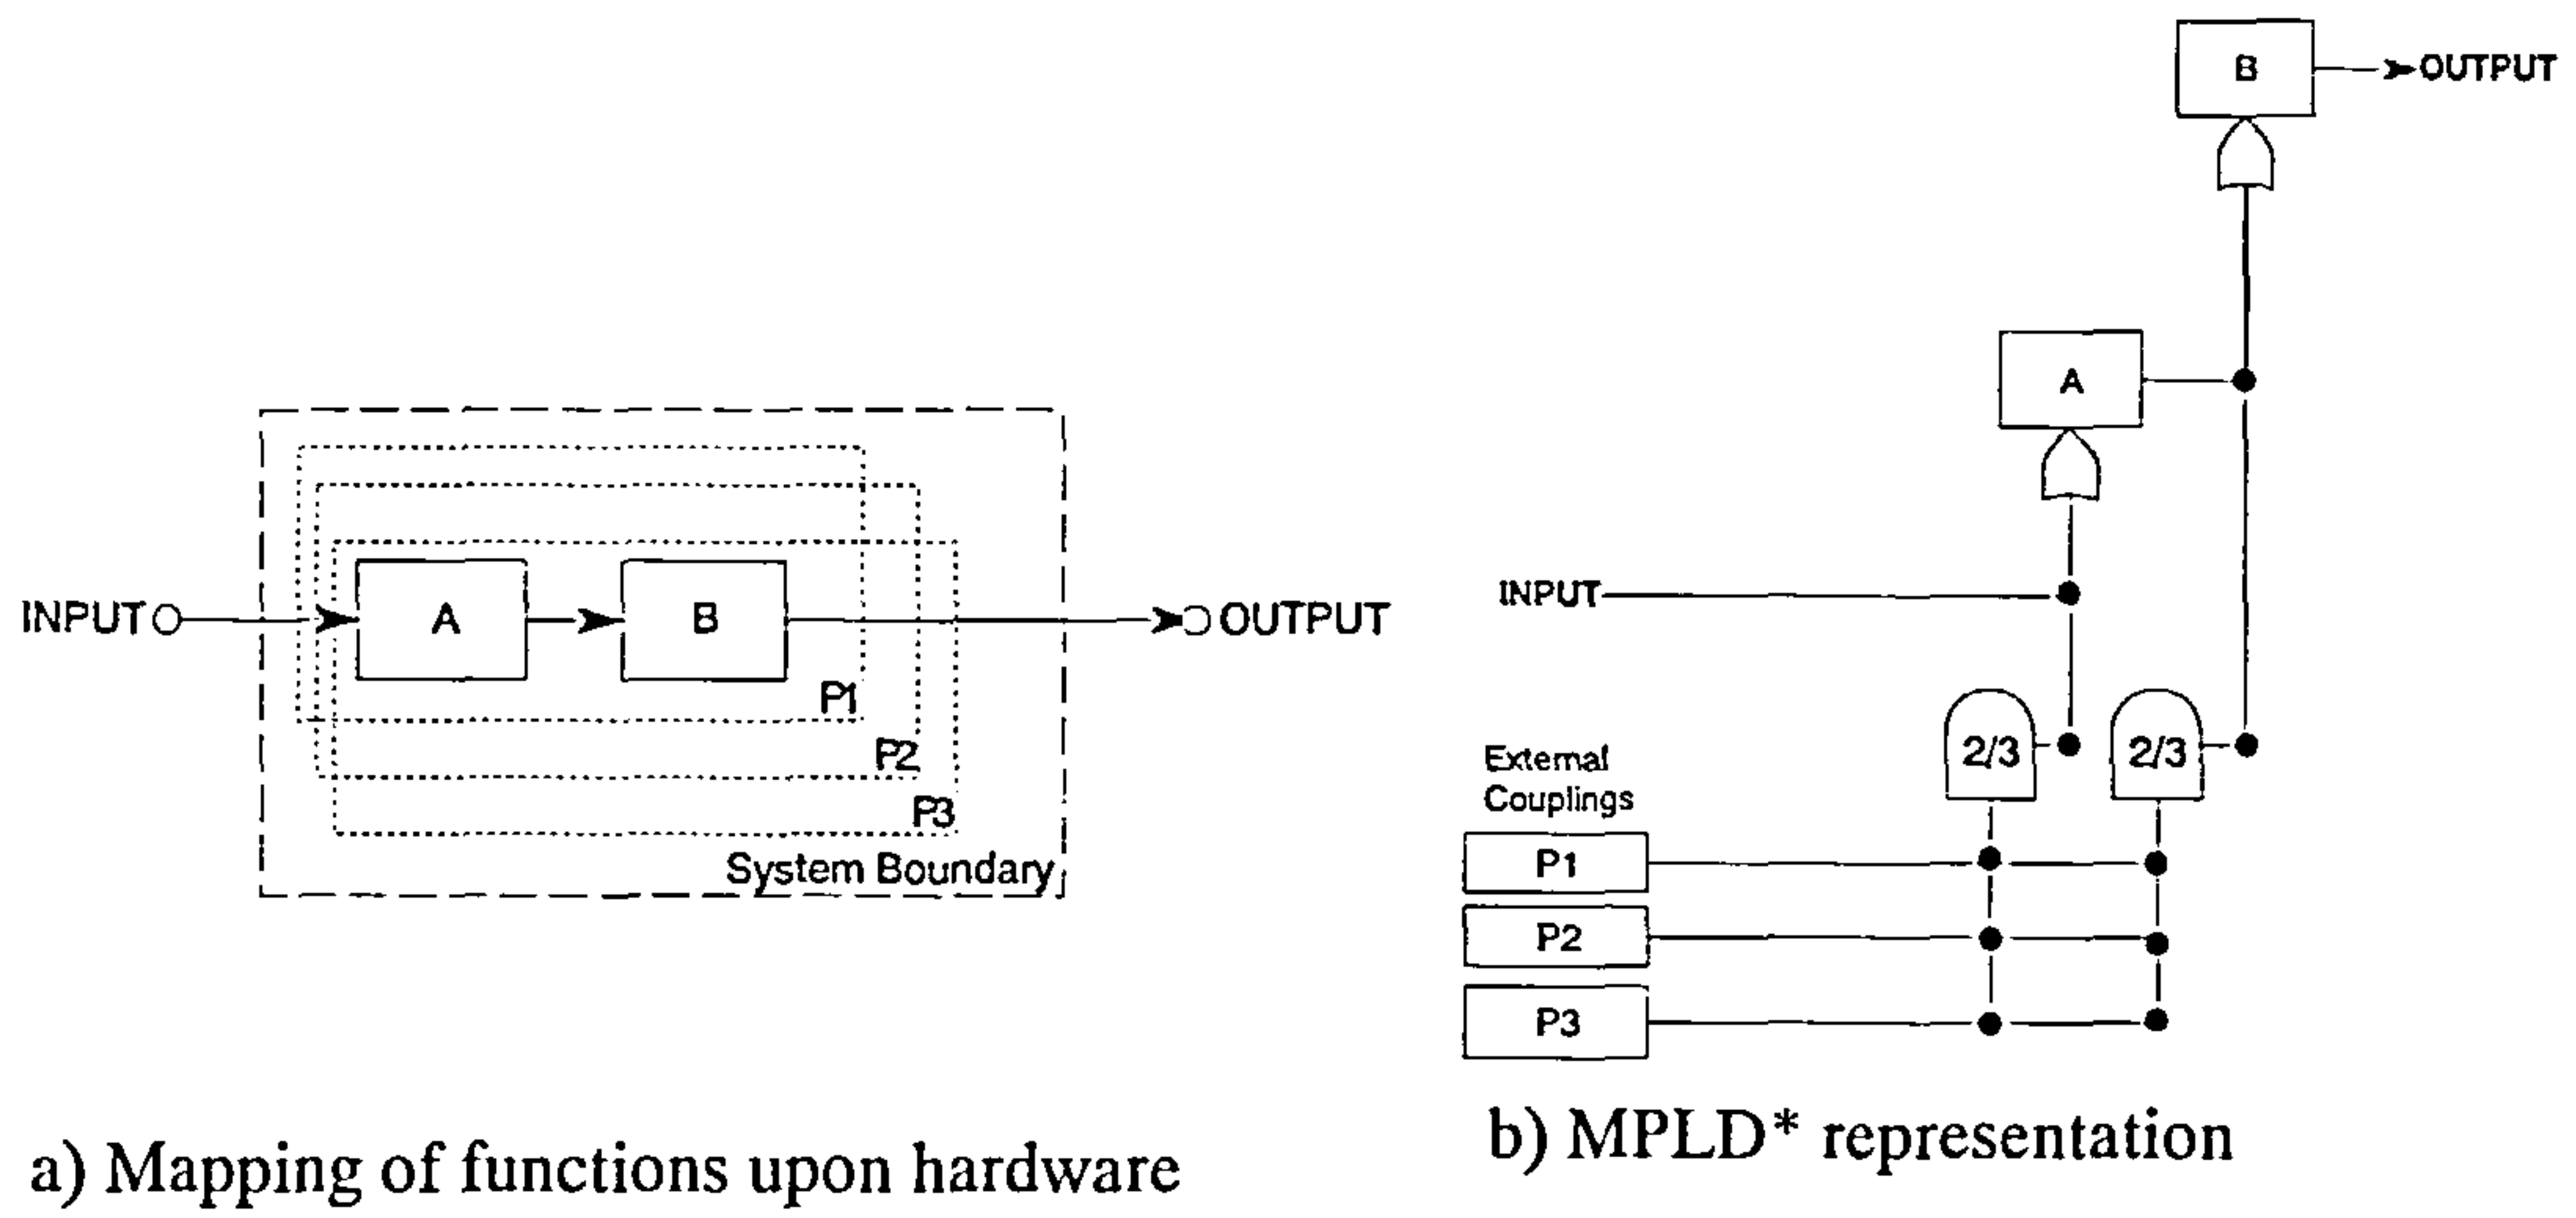 INPUT
A
B
OUTPUT
P1
P2
P3
System Boundary
a) Mapping of functions upon hardware
B
OUTPUT
A
INPUT
2/3
2/3
External
Couplings
P1
P2
P3
b) MPLD* representation